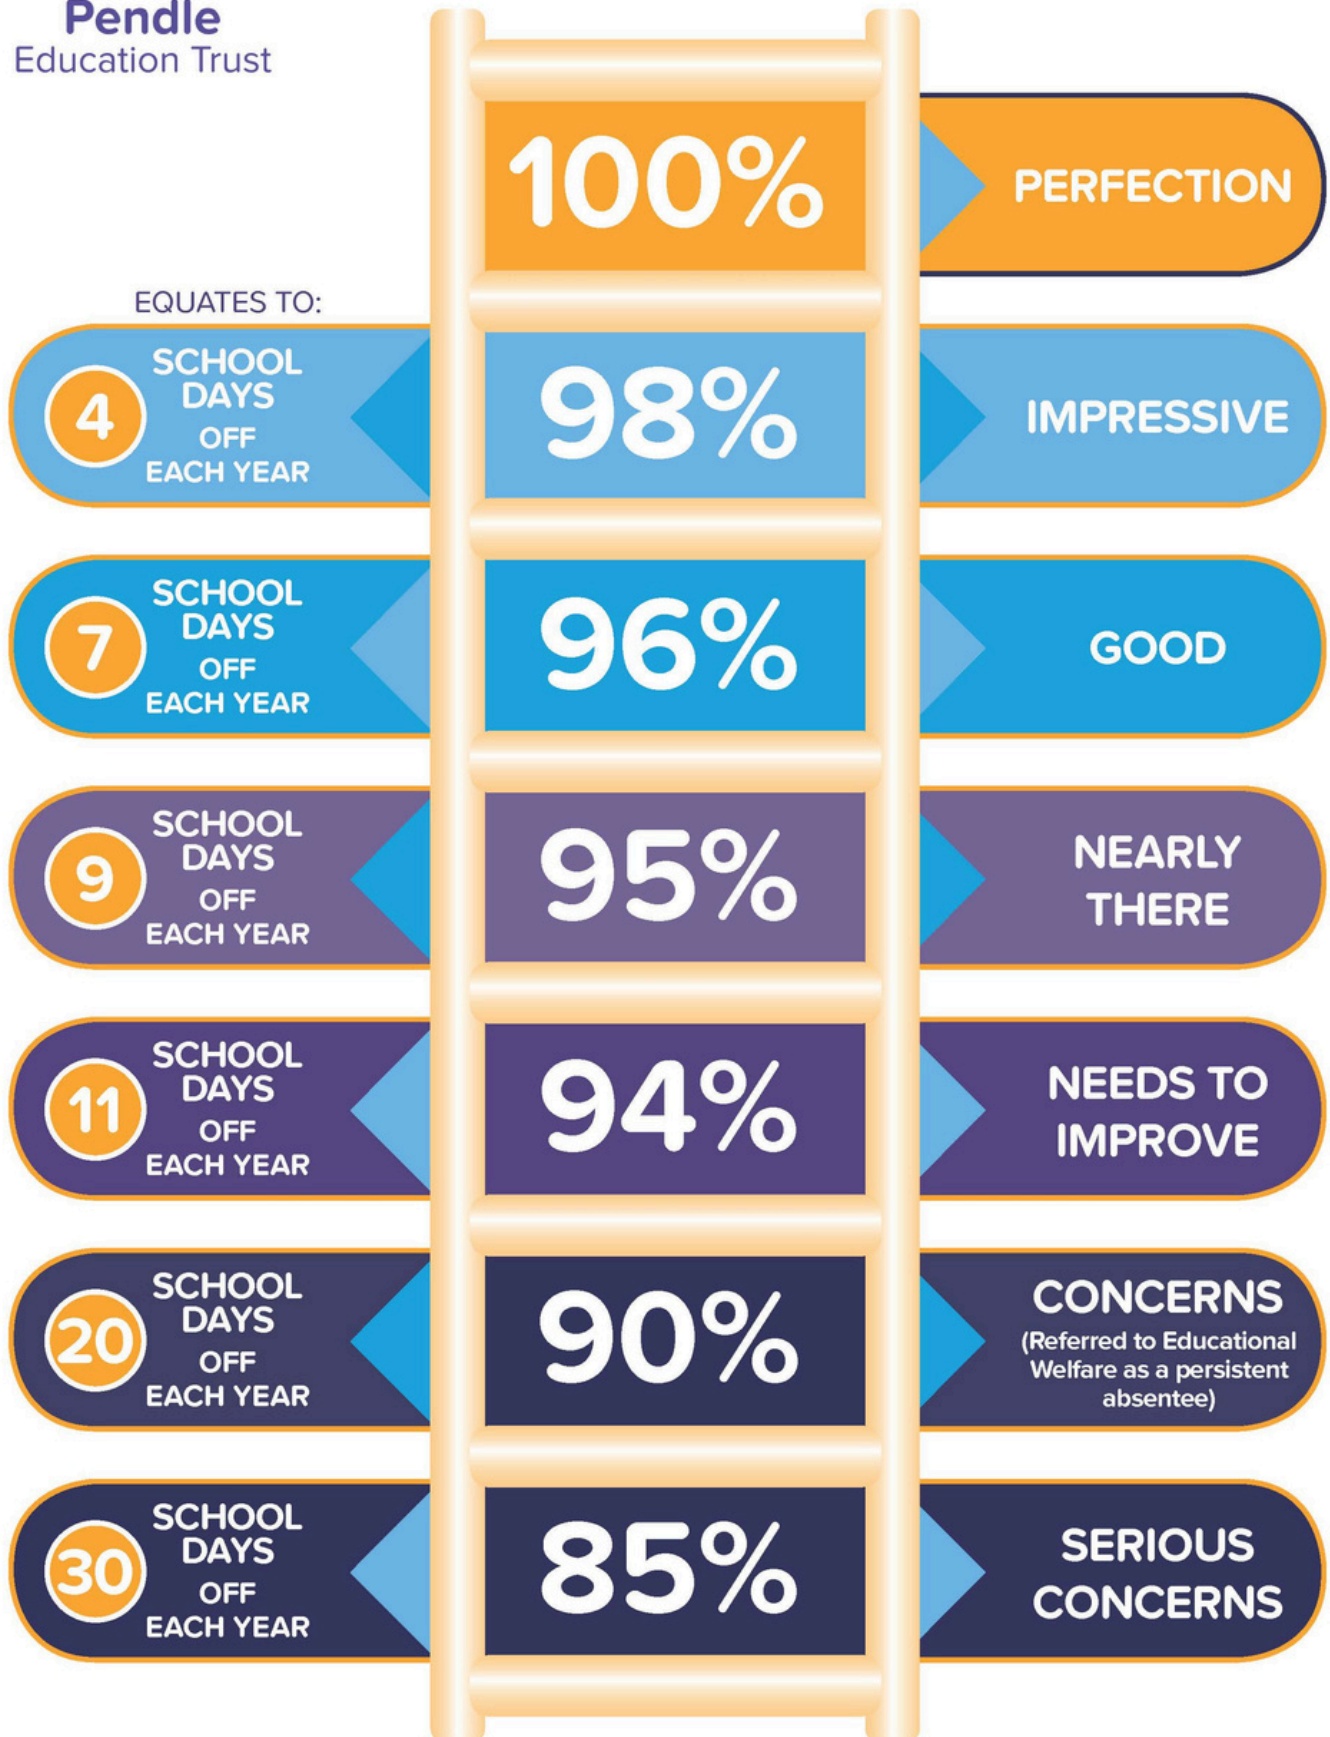 Pendle
Education Trust
100%
PERFECTION
EQUATES TO:
4
SCHOOL
DAYS
OFF
EACH YEAR
98%
IMPRESSIVE
7
SCHOOL
DAYS
OFF
EACH YEAR
96%
GOOD
9
SCHOOL
DAYS
OFF
EACH YEAR
95%
NEARLY
THERE
11
SCHOOL
DAYS
OFF
EACH YEAR
94%
NEEDS TO
IMPROVE
20
SCHOOL
DAYS
OFF
EACH YEAR
90%
CONCERNS
(Referred to Educational
Welfare as a persistent
absentee)
30
SCHOOL
DAYS
OFF
EACH YEAR
85%
SERIOUS
CONCERNS